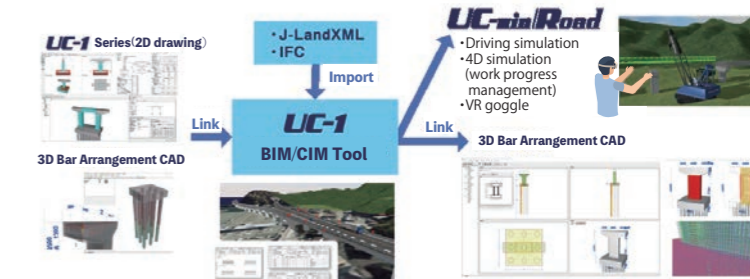 UC-1 Series(2D drawing)
3D Bar Arrangement CAD
Link
・J-LandXML
・IFC
Import
UC-1
BIM/CIM Tool
Link
UC-win/Road
・Driving simulation
・4D simulation
(work progress
management)
・VR goggle
3D Bar Arrangement CAD